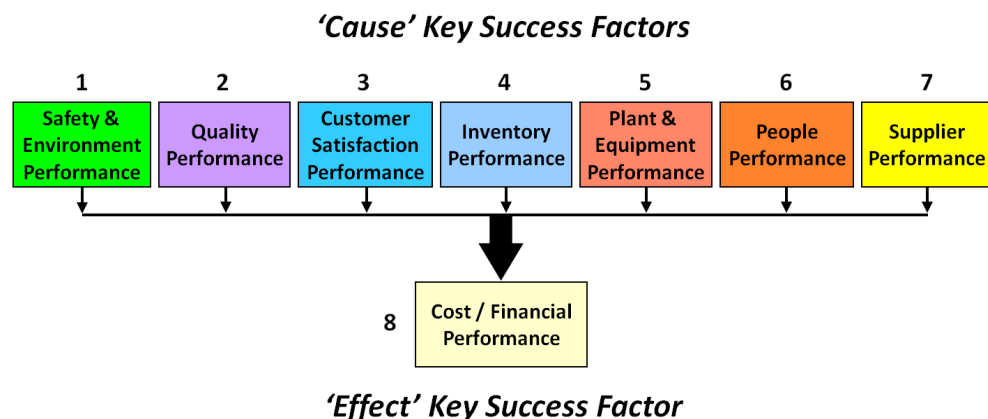 ‘Cause’ Key Success Factors
1
2
3
4
5
6
7
Safety &
Environment
Performance
Quality
Performance
Customer
Satisfaction
Performance
Inventory
Performance
Plant &
Equipment
Performance
People
Performance
Supplier
Performance
8
Cost / Financial
Performance
‘Effect’ Key Success Factor